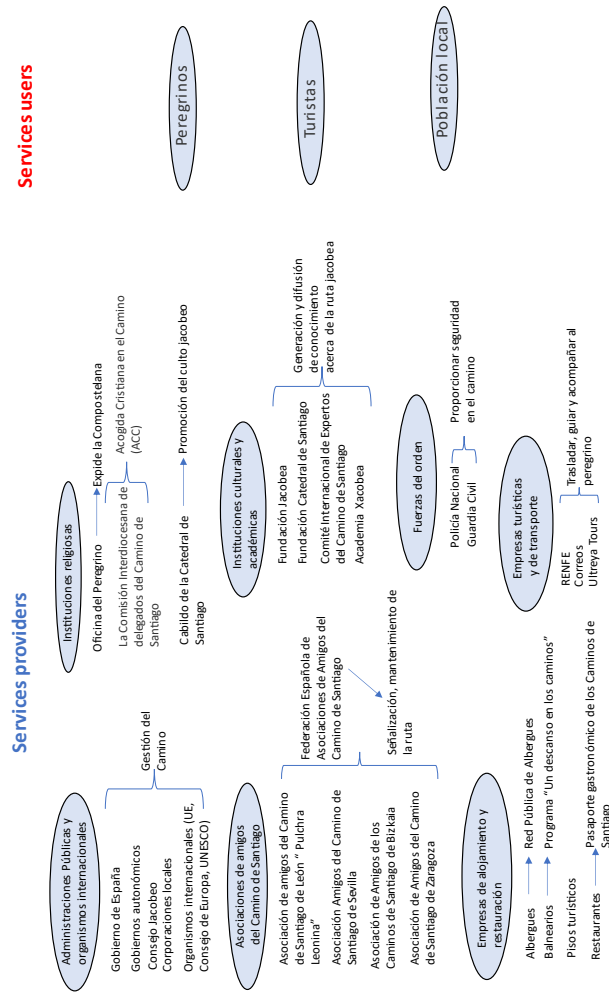 Services providers
Services users
Administraciones Públicas y
organismos internacionales
Gobierno de España
Gobiernos autonómicos
Consejo Jacobeo
Corporaciones locales
Organismos internacionales (UE,
Consejo de Europa, UNESCO)
Gestión del
Camino
Asociaciones de amigos
del Camino de Santiago
Asociación de amigos del Camino
de Santiago de León “ Pulchra
Leonina”
Asociación Amigos del Camino de
Santiago de Sevilla
Asociación de Amigos de los
Caminos de Santiago de Bizkaia
Asociación de Amigos del Camino
de Santiago de Zaragoza
Federación Española de
Asociaciones de Amigos del
Camino de Santiago
Señalización, mantenimiento de
la ruta
Empresas de alojamiento y
restauración
Albergues
Red Pública de Albergues
Balnearios
Programa “Un descanso en los caminos”
Pisos turísticos
Restaurantes
Pasaporte gastronómico de los Caminos de
Santiago
Instituciones religiosas
Oficina del Peregrino
Expide la Compostelana
La Comisión Interdiocesana de
delegados del Camino de
Santiago
Acogida Cristiana en el Camino
(ACC)
Cabildo de la Catedral de
Santiago
Promoción del culto jacobeo
Instituciones culturales y
académicas
Fundación Jacobea
Fundación Catedral de Santiago
Comité Internacional de Expertos
del Camino de Santiago
Academia Xacobea
Generación y difusión
de conocimiento
acerca de la ruta jacobea
Fuerzas del orden
Policía Nacional
Guardia Civil
Proporcionar seguridad
en el camino
Empresas turísticas
y de transporte
RENFE
Correos
Ultreya Tours
Trasladar, guiar y acompañar al
peregrino
Peregrinos
Turistas
Población local